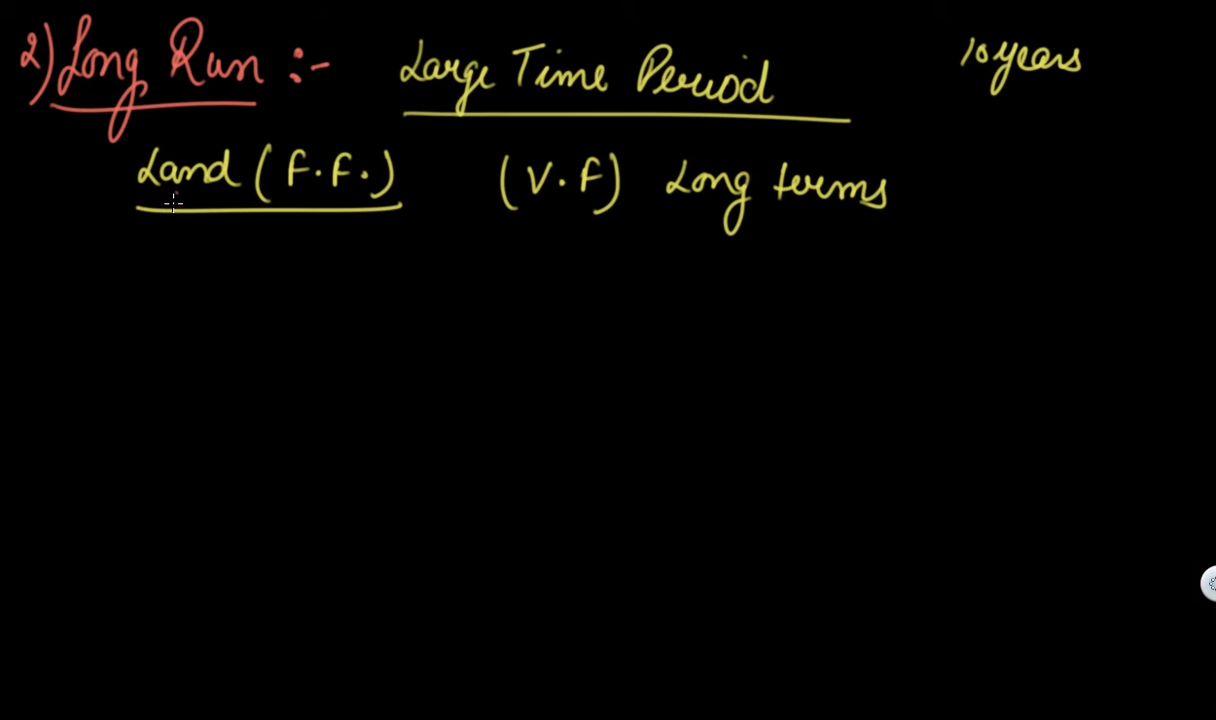 2) Long Run :- Large Time Period 10 years
Land (F.F.) (V.F) Long terms